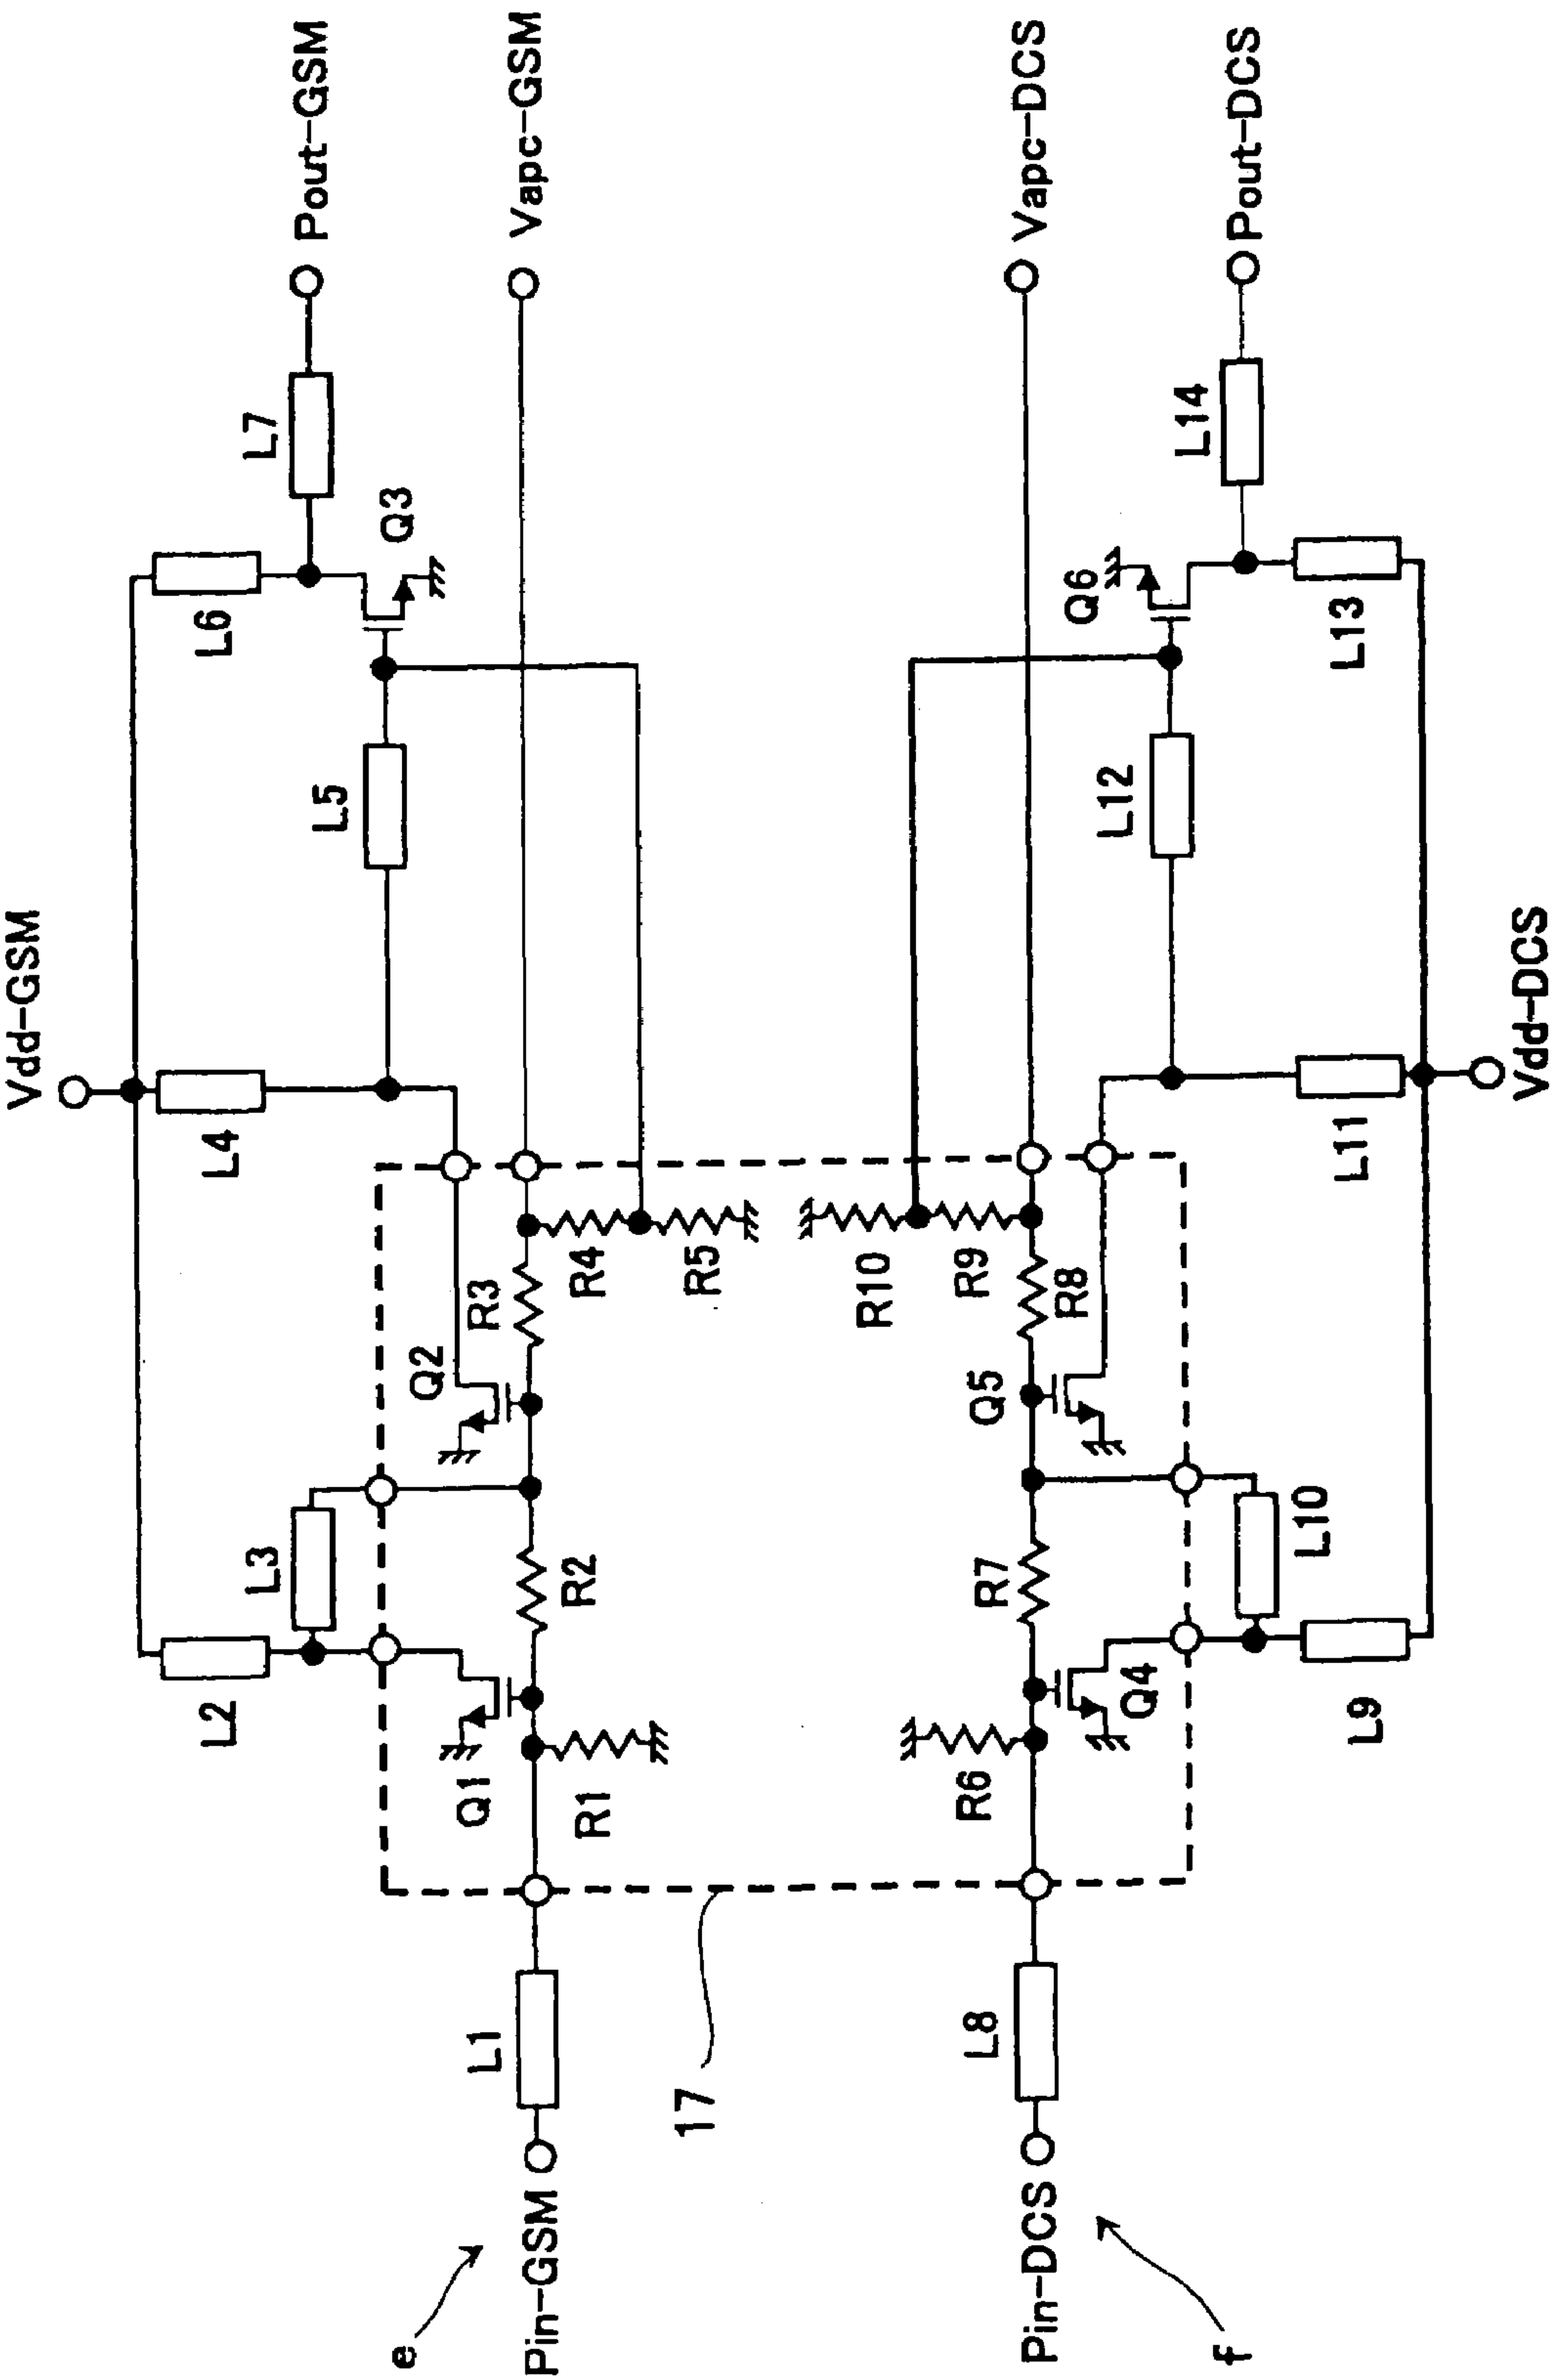 Vdd-GSM
L2
L4
L6
L7
Pout-GSM
L3
L5
Q3
Vapc-GSM
Q1
Q2
R3
e
Pin-GSM
L1
R1
R2
R4
R5
17
R6
R7
Q5
R10
R9
R8
Q6
Vapc-DCS
Pin-DCS
L8
Q4
L12
L14
Pout-DCS
f
L9
L10
L11
L13
Vdd-DCS